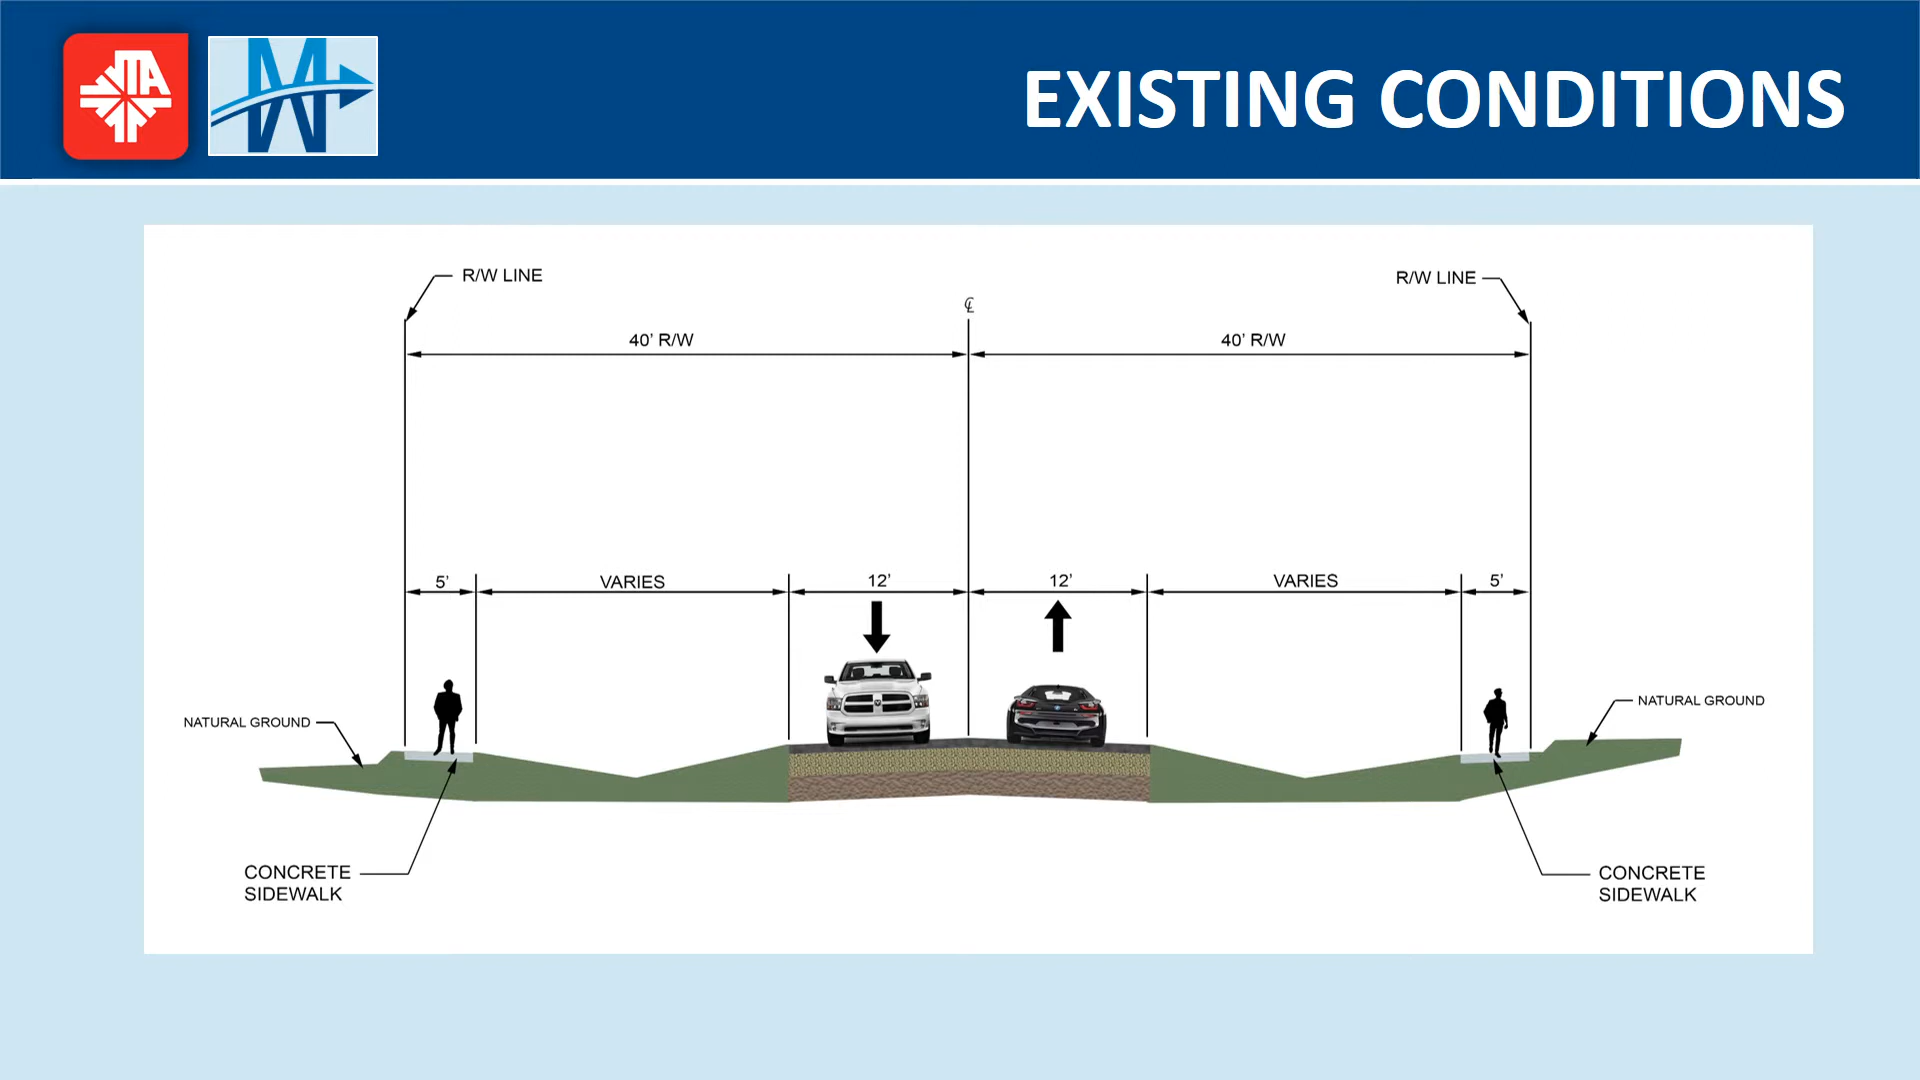 JTA
EXISTING CONDITIONS
R/W LINE
R/W LINE
℄
40’ R/W
40’ R/W
5’
VARIES
12’
12’
VARIES
5’
NATURAL GROUND
NATURAL GROUND
CONCRETE
SIDEWALK
CONCRETE
SIDEWALK